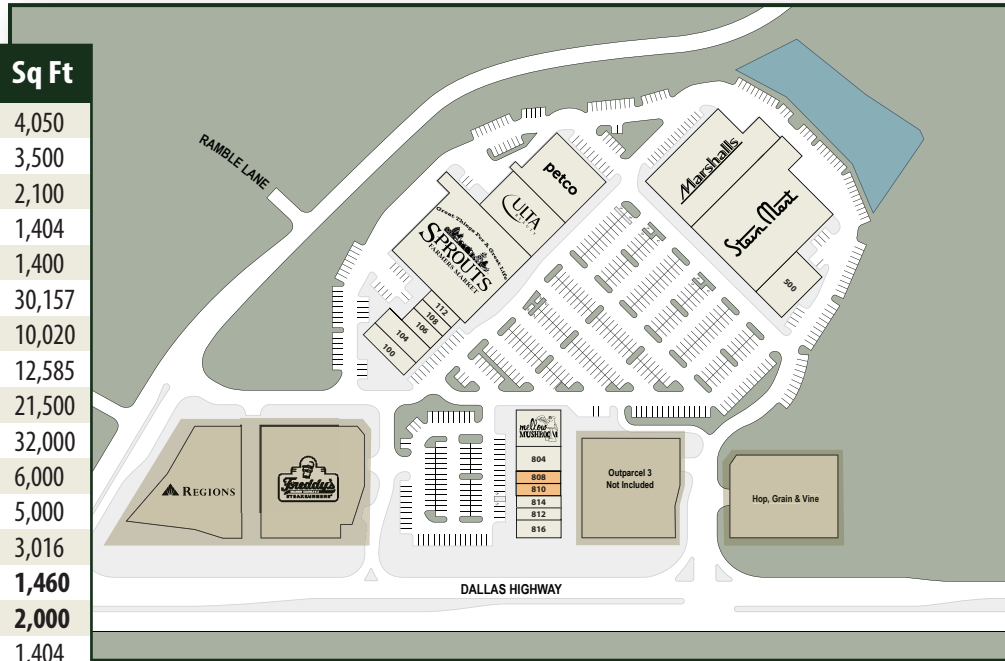 Sq Ft
4,050
3,500
2,100
1,404
1,400
30,157
10,020
12,585
21,500
32,000
6,000
5,000
3,016
1,460
2,000
1,404
RAMBLE LANE
petco
ULTA
BEAUTY
Great Things For A Great Life
SPROUTS
FARMERS MARKET
112
108
106
104
100
Marshalls
Stein Mart
500
REGIONS
Freddy's
STEAKBURGERS
mellow
MUSHROOM
804
808
810
814
812
816
Outparcel 3
Not Included
Hop, Grain & Vine
DALLAS HIGHWAY